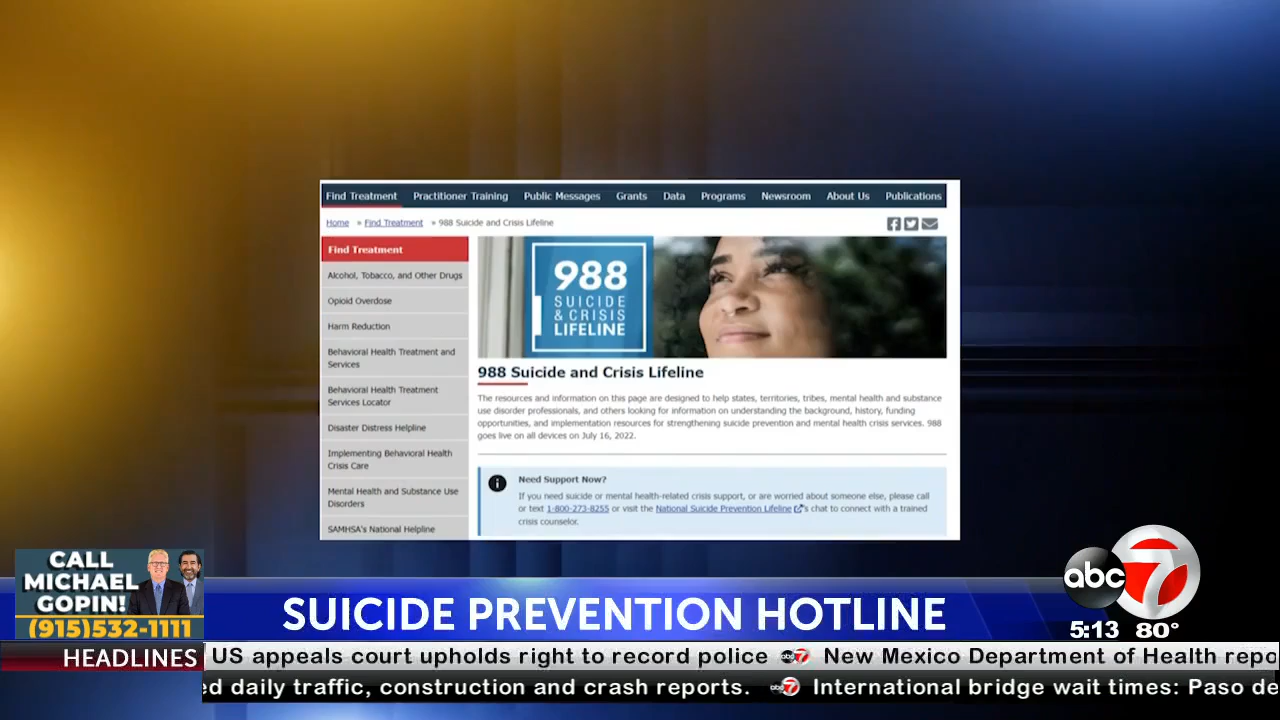 Find Treatment Practitioner Training Public Messages Grants Data Programs Newsroom About Us Publications
Home » Find Treatment » 988 Suicide and Crisis Lifeline
Find Treatment
Alcohol, Tobacco, and Other Drugs
Opioid Overdose
Harm Reduction
Behavioral Health Treatment and
Services
Behavioral Health Treatment
Services Locator
Disaster Distress Helpline
Implementing Behavioral Health
Crisis Care
Mental Health and Substance Use
Disorders
SAMHSA's National Helpline
988
SUICIDE
& CRISIS
LIFELINE
988 Suicide and Crisis Lifeline
The resources and information on this page are designed to help states, territories, tribes, mental health and substance
use disorder professionals, and others looking for information on understanding the background, history, funding
opportunities, and implementation resources for strengthening suicide prevention and mental health crisis services. 988
goes live on all devices on July 16, 2022.
Need Support Now?
If you need suicide or mental health-related crisis support, or are worried about someone else, please call
or text 1-800-273-8255 or visit the National Suicide Prevention Lifeline 's chat to connect with a trained
crisis counselor.
CALL
MICHAEL
GOPIN!
(915)532-1111
SUICIDE PREVENTION HOTLINE
abc 7
5:13 80°
HEADLINES US appeals court upholds right to record police abc 7 New Mexico Department of Health repo
ed daily traffic, construction and crash reports. abc 7 International bridge wait times: Paso de